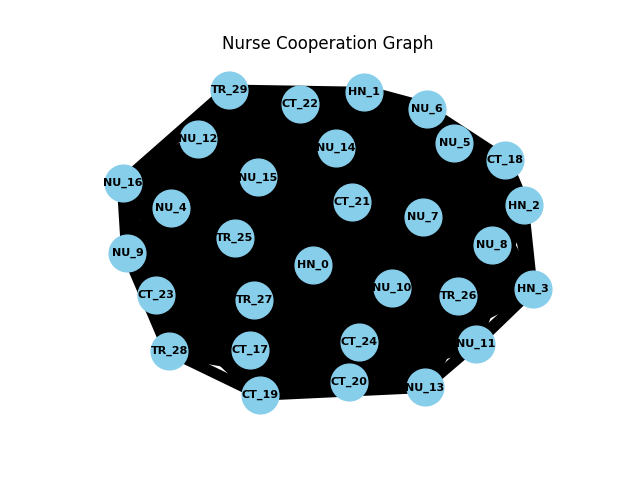 Nurse Cooperation Graph
TR_29
HN_1
CT_22
NU_6
NU_12
NU_5
NU_14
CT_18
NU_15
NU_16
CT_21
HN_2
NU_4
NU_7
TR_25
NU_8
NU_9
HN_0
NU_10
HN_3
CT_23
TR_26
TR_27
CT_24
NU_11
CT_17
TR_28
CT_20
NU_13
CT_19